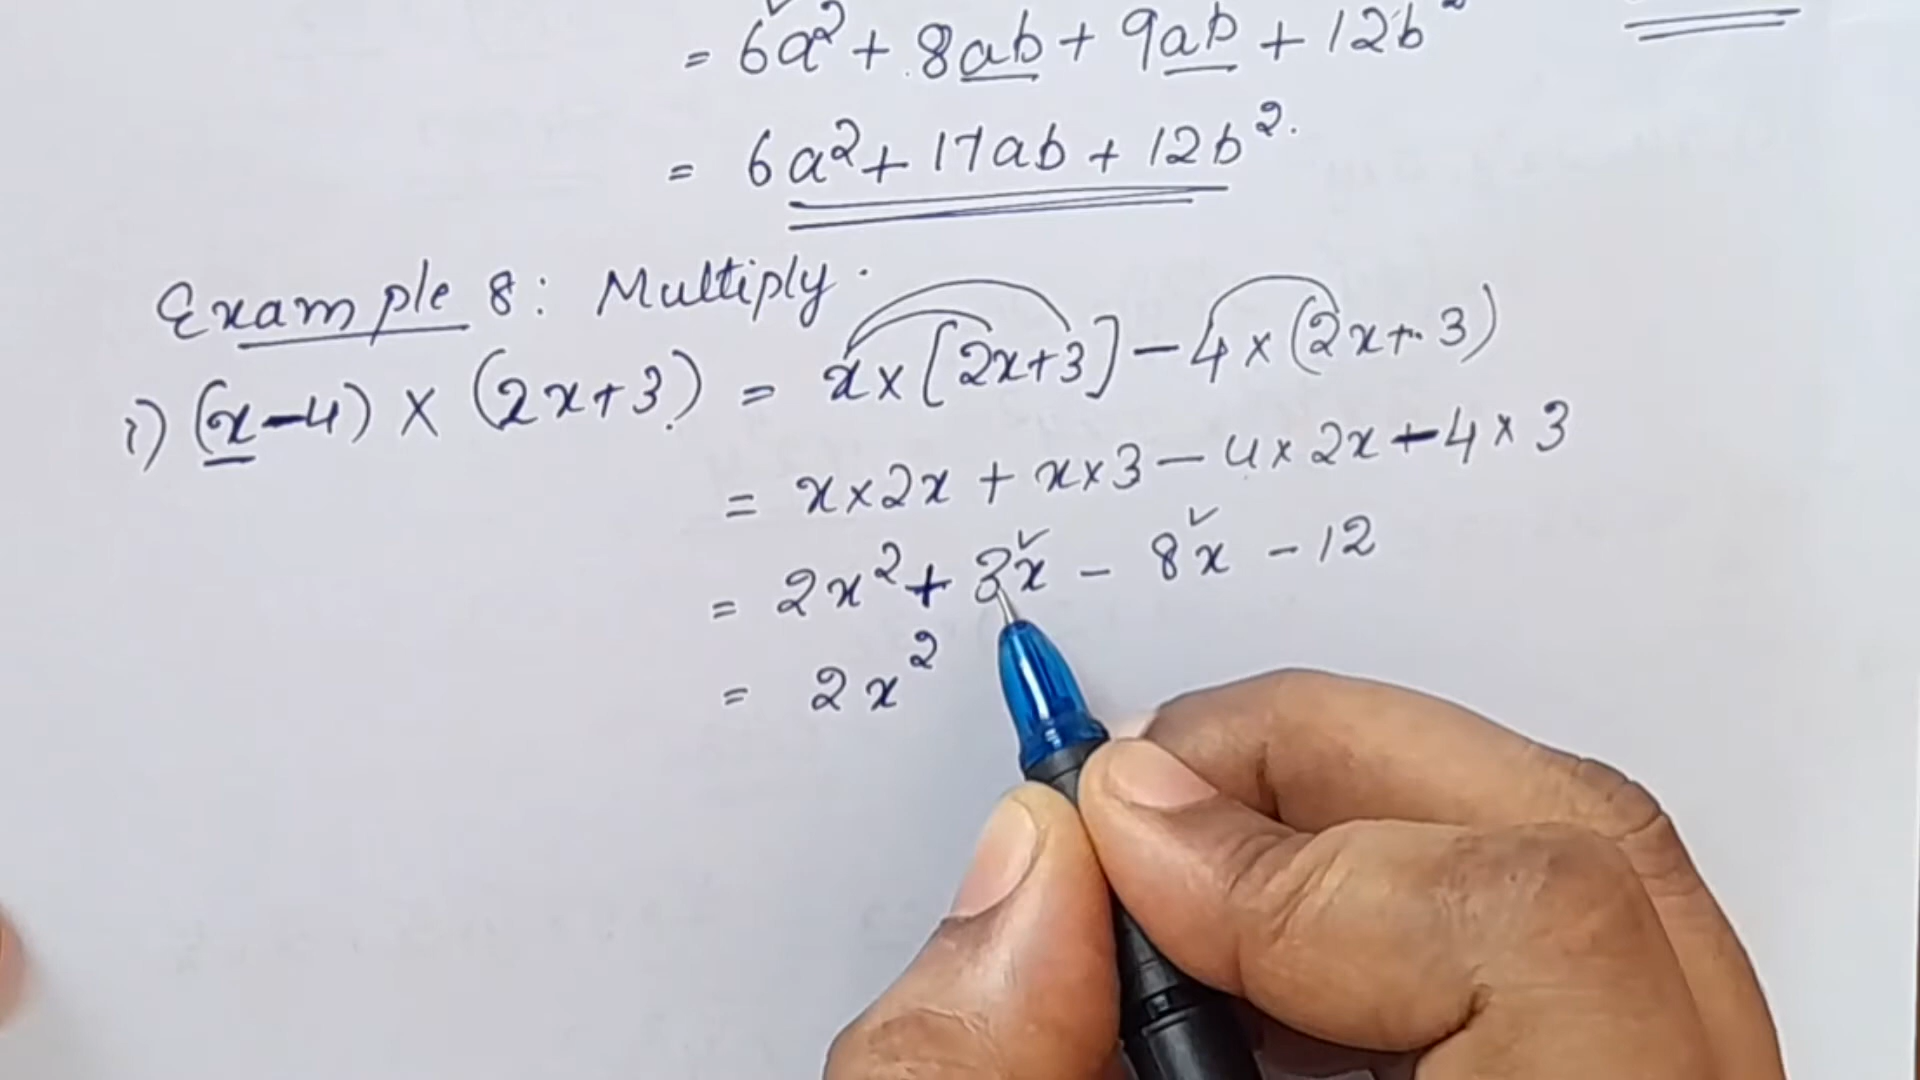 = 6a² + 8ab + 9ab + 12b²
= 6a² + 17ab + 12b².
Example 8: Multiply.
i) (x-4) × (2x+3) = x×[2x+3] - 4×(2x+3)
= x×2x + x×3 - 4×2x - 4×3
= 2x² + 3x - 8x - 12
= 2x²